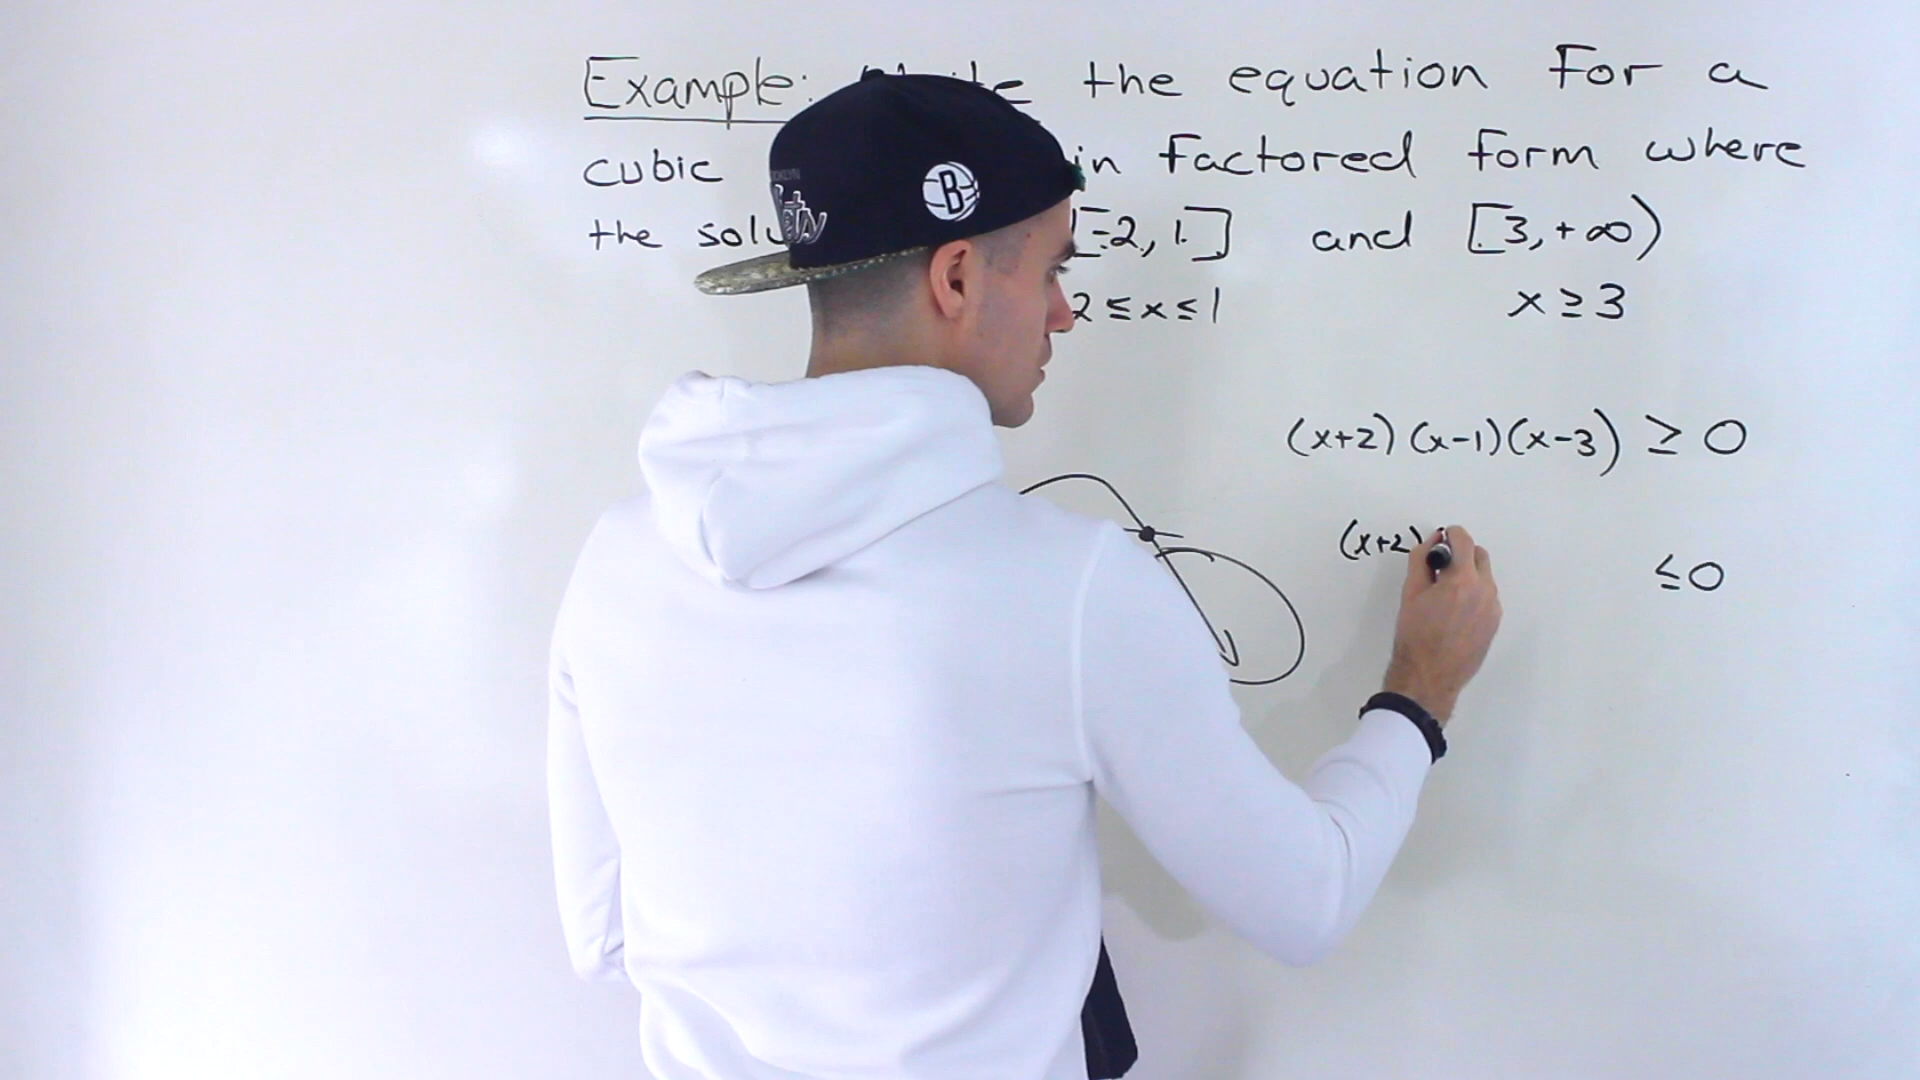 Example: the equation for a
cubic in factored form where
the [-2, 1] and [3, +∞)
2 ≤ x ≤ 1 x ≥ 3
(x+2)(x-1)(x-3) ≥ 0
(x+2) ≤ 0
B